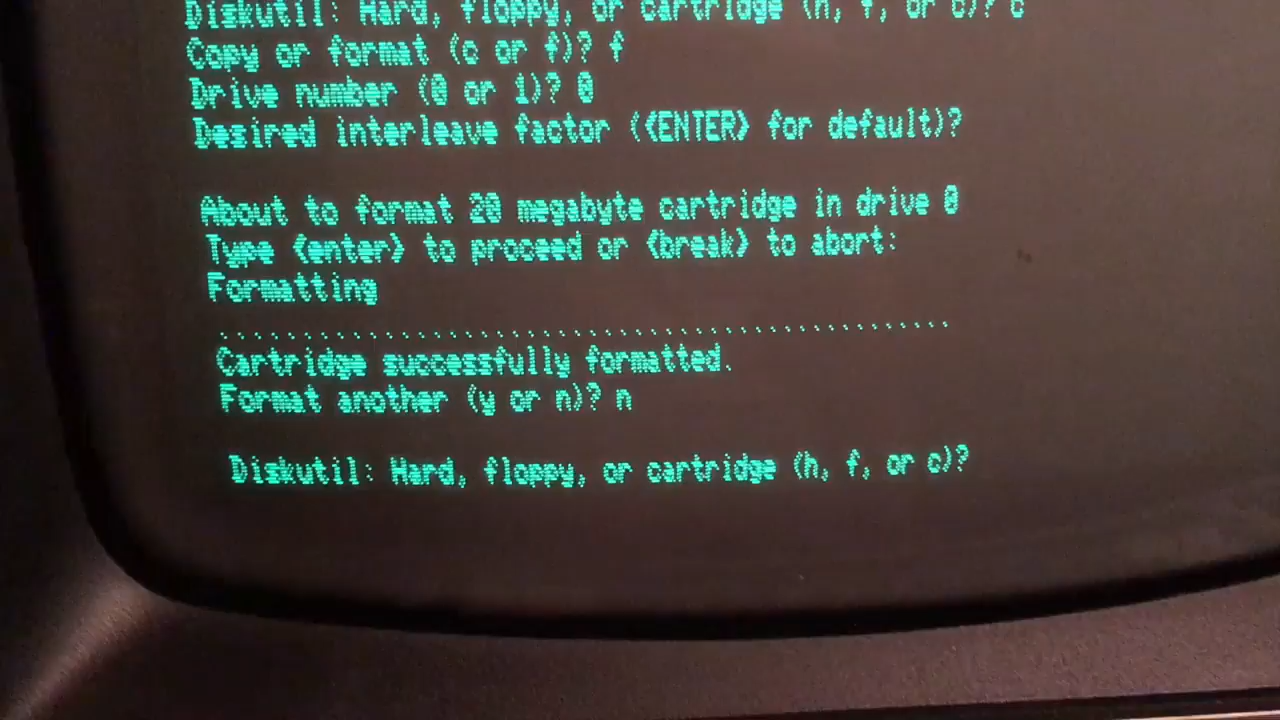 Diskutil: Hard, floppy, or cartridge (h, f, or c)? c
Copy or format (c or f)? f
Drive number (0 or 1)? 0
Desired interleave factor (<ENTER> for default)?
About to format 20 megabyte cartridge in drive 0
Type <enter> to proceed or <break> to abort:
Formatting
................................................
Cartridge successfully formatted.
Format another (y or n)? n
Diskutil: Hard, floppy, or cartridge (h, f, or c)?